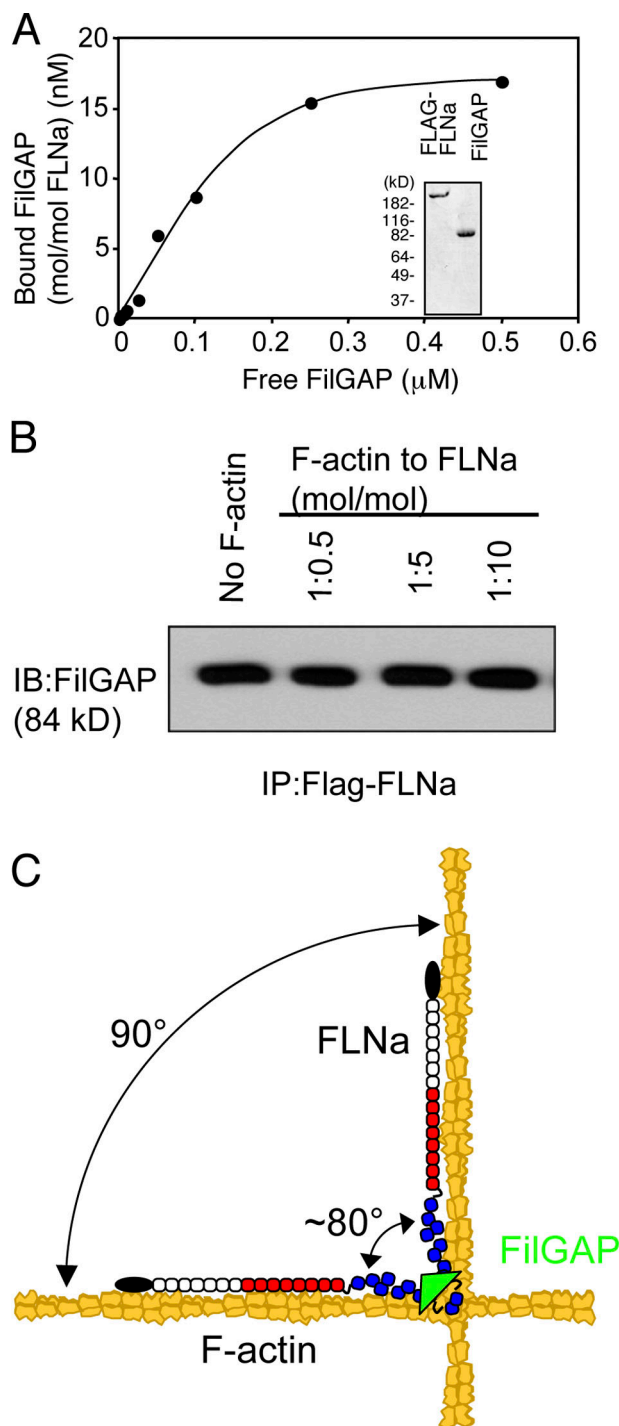 A
Bound FilGAP
(mol/mol FLNa) (nM)
20
15
10
5
0
0
0.1
0.2
0.3
0.4
0.5
0.6
Free FilGAP (μM)
FLAG-
FLNa
FilGAP
(kD)
182-
116-
82-
64-
49-
37-
B
No F-actin
F-actin to FLNa
(mol/mol)
1:0.5
1:5
1:10
IB:FilGAP
(84 kD)
IP:Flag-FLNa
C
90°
FLNa
~80°
FilGAP
F-actin